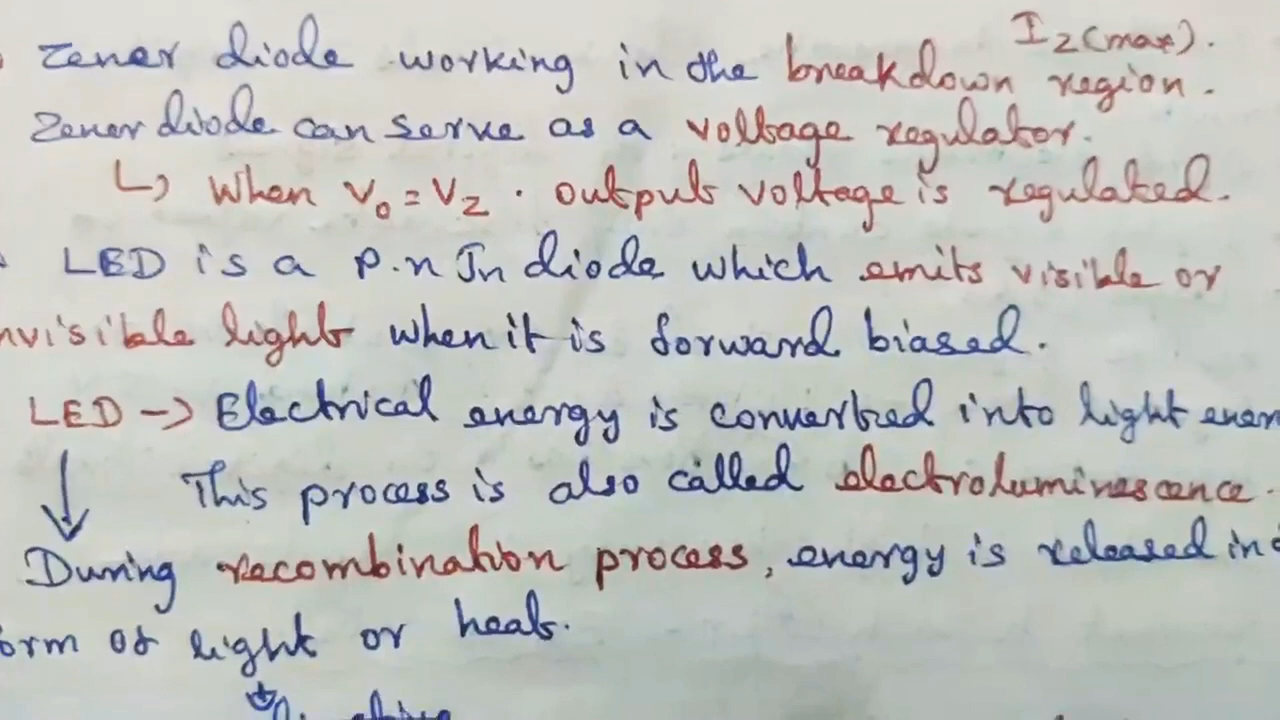 I Z(max).
Zener diode working in the breakdown region.
Zener diode can serve as a voltage regulator.
↳ When V₀ = V_Z . output voltage is regulated.
LED is a P.n Jn diode which emits visible or
nvisible light when it is forward biased.
LED -> Electrical energy is converted into light ener
This process is also called electroluminescence.
During recombination process, energy is released in
orm of light or heat.